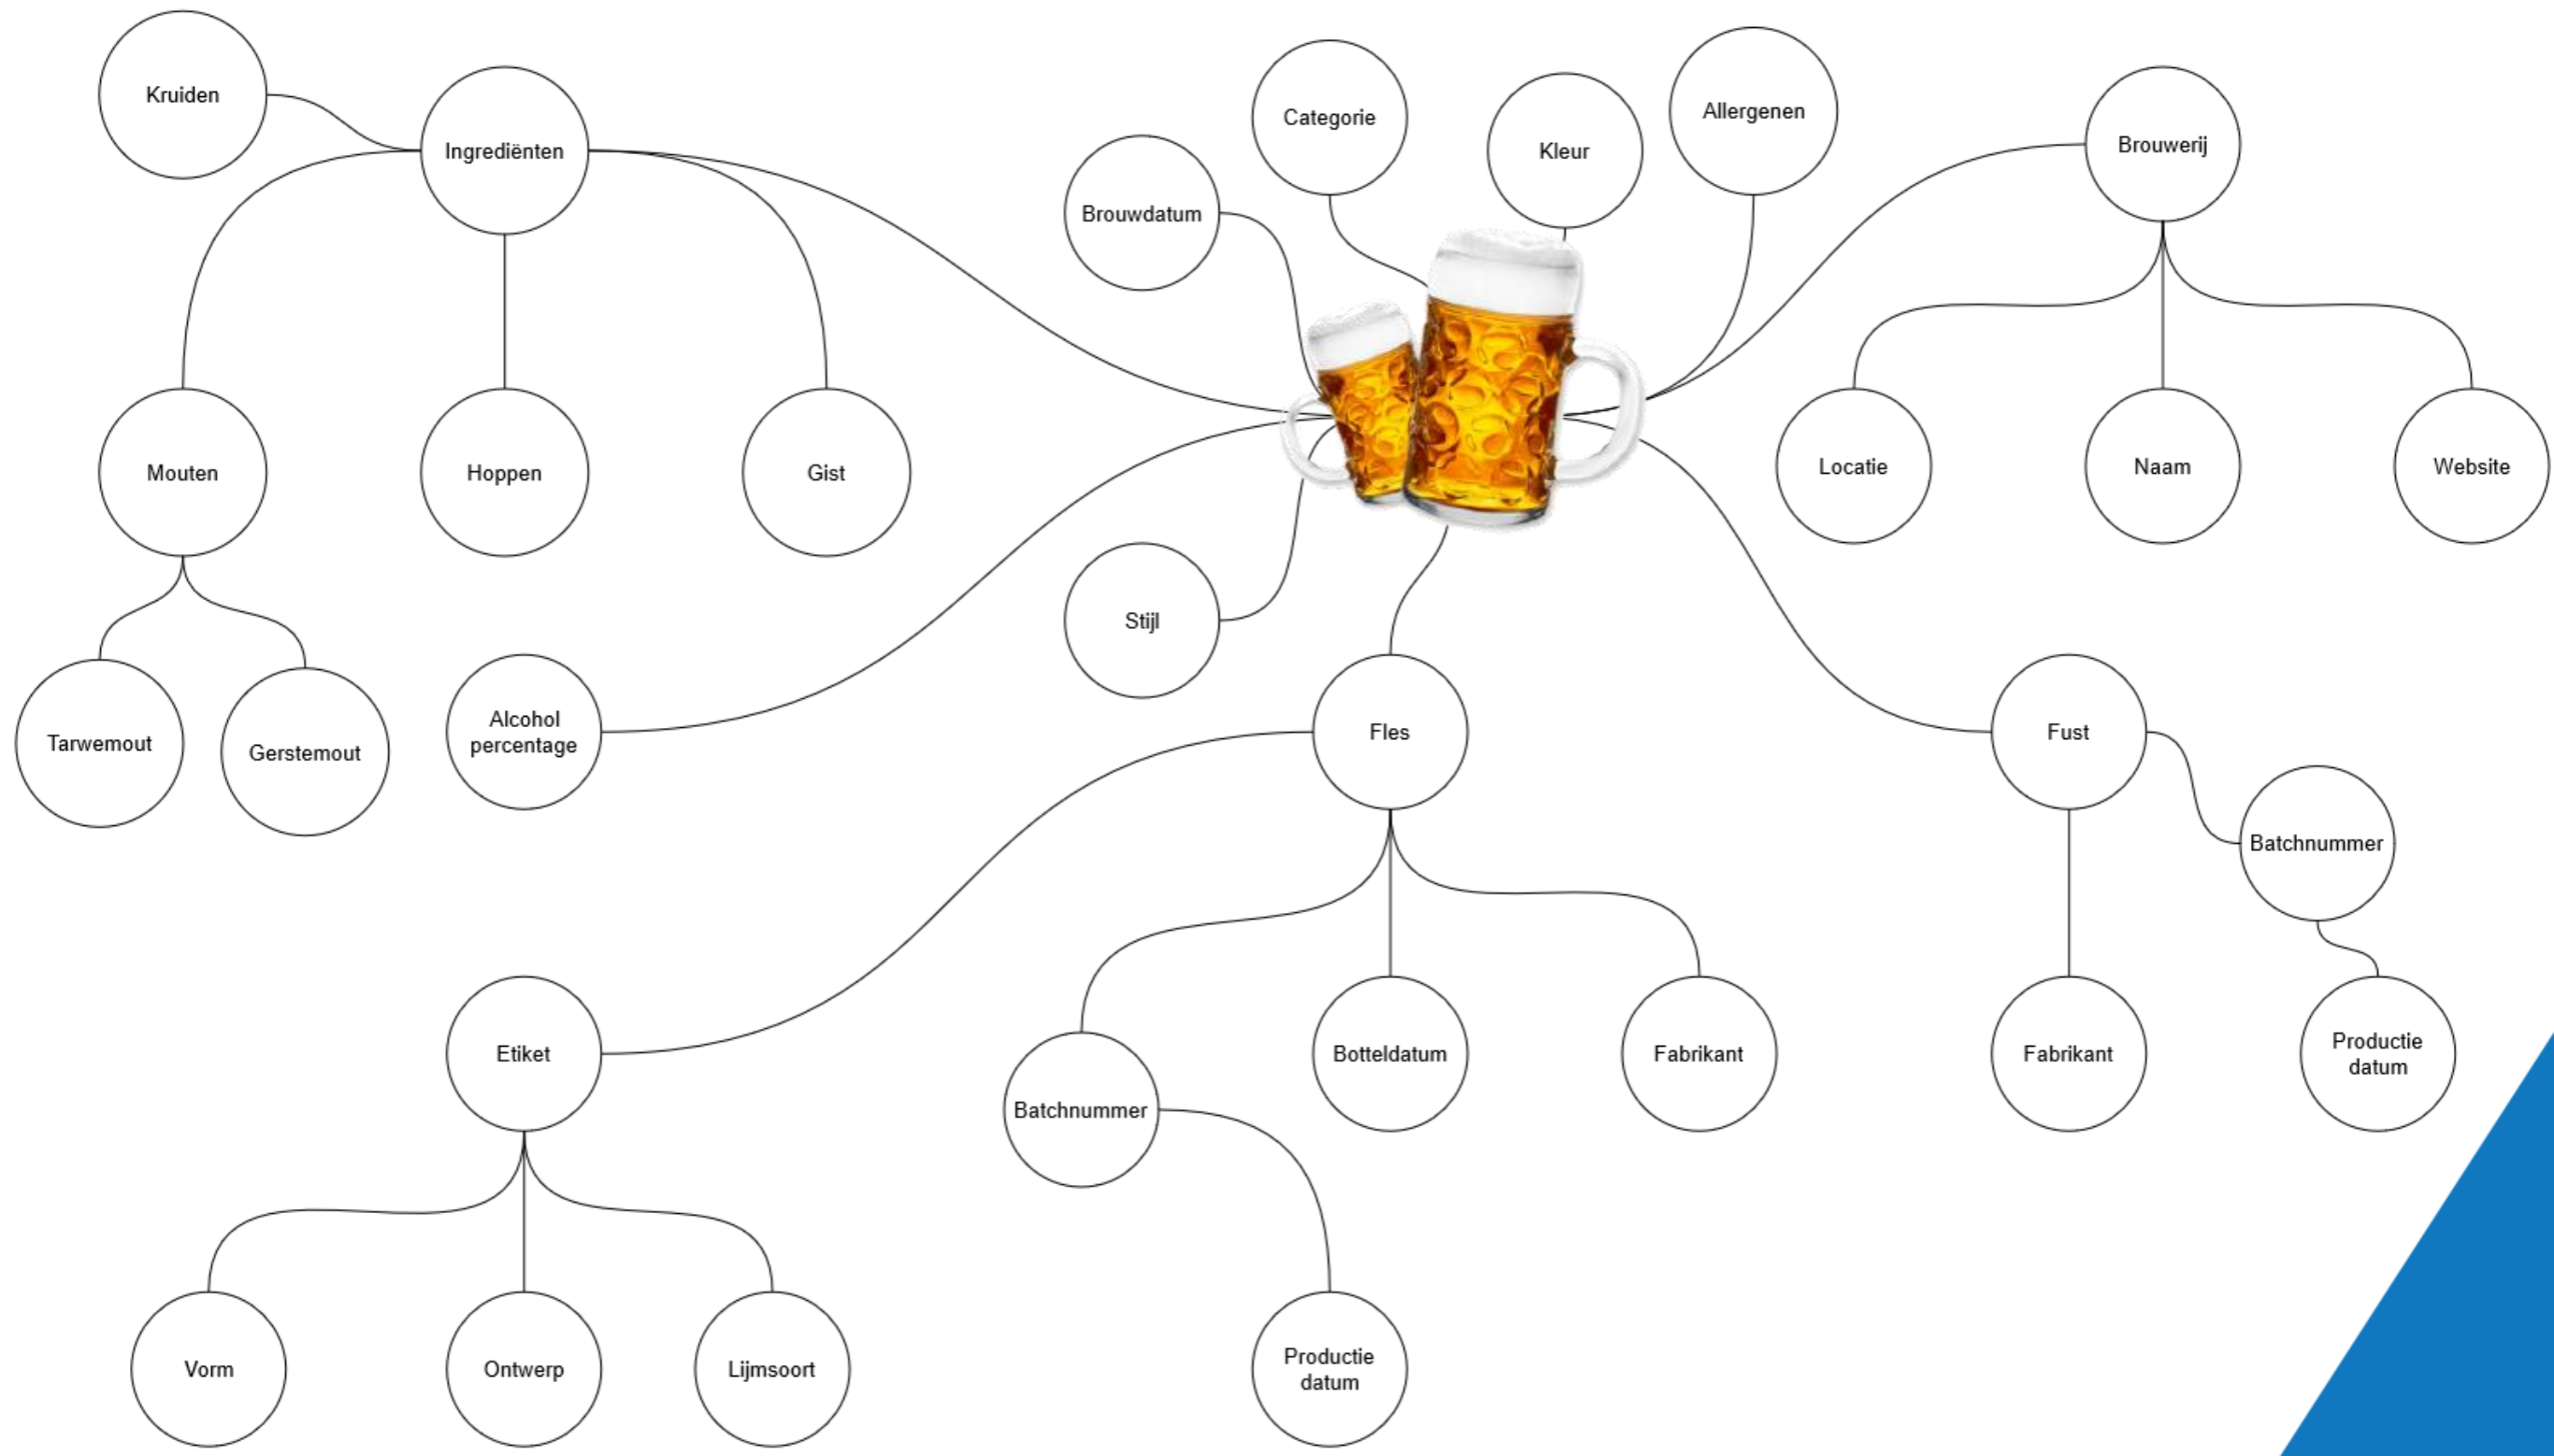 Kruiden
Ingrediënten
Categorie
Kleur
Allergenen
Brouwerij
Brouwdatum
Mouten
Hoppen
Gist
Locatie
Naam
Website
Stijl
Tarwemout
Gerstemout
Alcohol
percentage
Fles
Fust
Batchnummer
Etiket
Batchnummer
Botteldatum
Fabrikant
Fabrikant
Productie
datum
Vorm
Ontwerp
Lijmsoort
Productie
datum